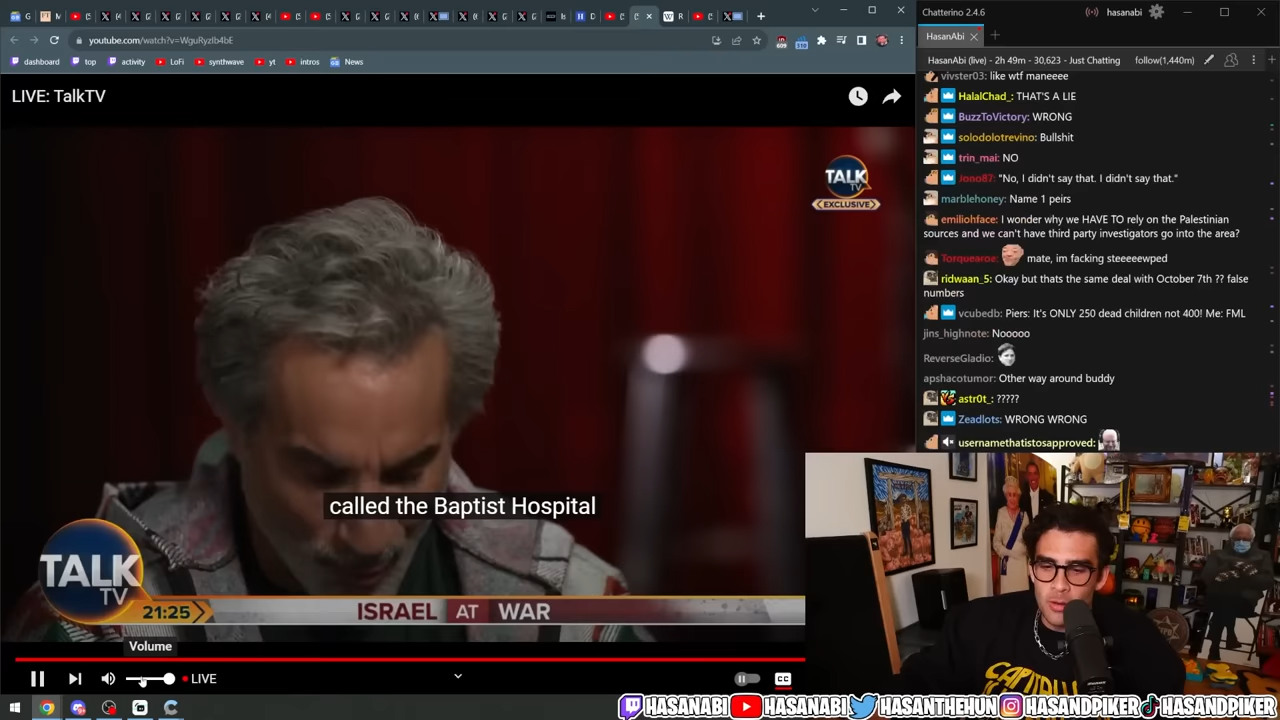 Chatterino 2.4.6
hasanabi
HasanAbi
youtube.com/watch?v=WguRyzIb4bE
dashboard
top
activity
LoFi
synthwave
yt
intros
News
HasanAbi (live) - 2h 49m - 30,623 - Just Chatting
follow(1,440m)
LIVE: TalkTV
TALK
TV
EXCLUSIVE
vivster03: like wtf maneeee
HalalChad_: THAT'S A LIE
BuzzToVictory: WRONG
solodolotrevino: Bullshit
trin_mai: NO
Jono87: "No, I didn't say that. I didn't say that."
marblehoney: Name 1 peirs
emiliohface: I wonder why we HAVE TO rely on the Palestinian
sources and we can't have third party investigators go into the area?
Torquearoe: mate, im facking steeeeewped
ridwaan_5: Okay but thats the same deal with October 7th ?? false
numbers
vcubedb: Piers: It's ONLY 250 dead children not 400! Me: FML
jins_highnote: Nooooo
ReverseGladio:
apshacotumor: Other way around buddy
astr0t_: ?????
Zeadlots: WRONG WRONG
usernamethatistosapproved:
called the Baptist Hospital
TALK
TV
21:25
ISRAEL AT WAR
Volume
LIVE
CC
HASANABI
HASANABI
HASANTHEHUN
HASANDPIKER
HASANDPIKER